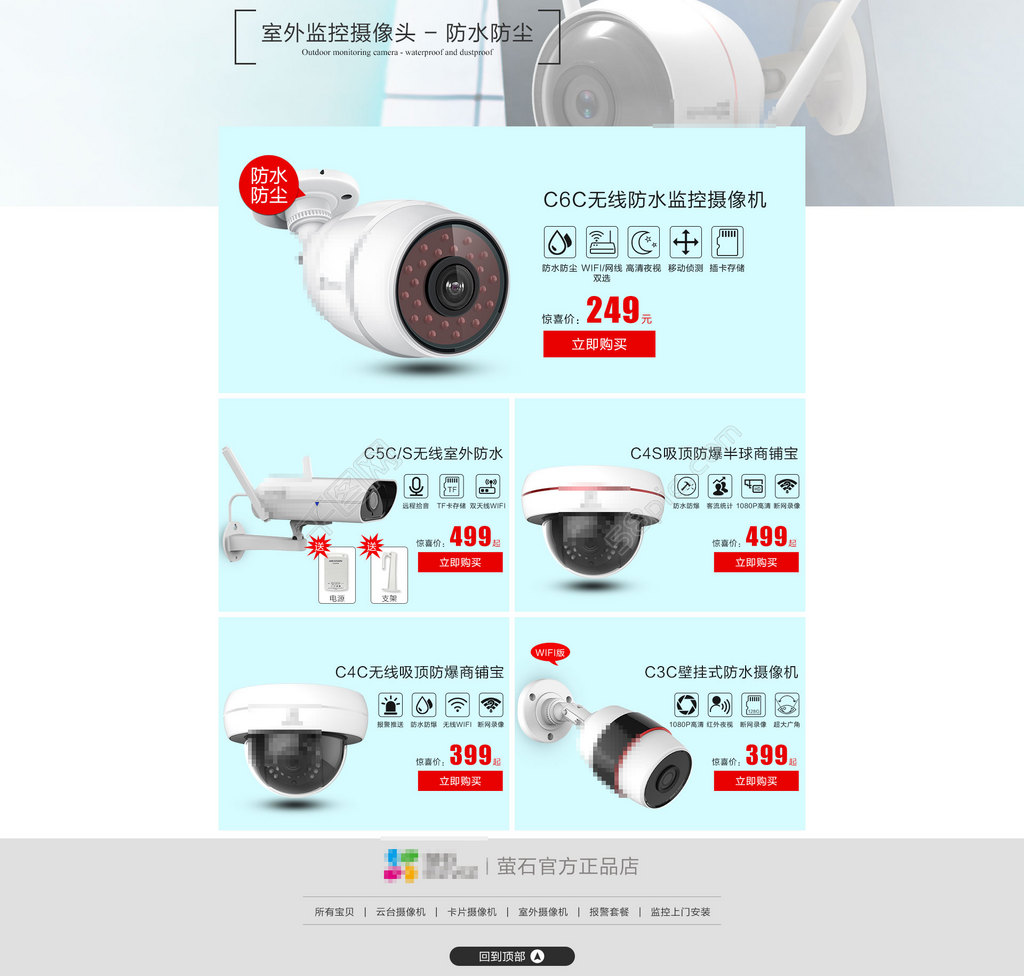 室外监控摄像头 – 防水防尘
Outdoor monitoring camera - waterproof and dustproof
防水
防尘
C6C无线防水监控摄像机
防水防尘 WIFI/网线 高清夜视 移动侦测 插卡存储
双选
惊喜价: 249元
立即购买
C5C/S无线室外防水
TF
远程拾音 TF卡存储 双天线WIFI
惊喜价: 499起
立即购买
送 送
电源 支架
C4S吸顶防爆半球商铺宝
防水防爆 客流统计 1080P高清 断网录像
惊喜价: 499起
立即购买
C4C无线吸顶防爆商铺宝
报警推送 防水防爆 无线WIFI 断网录像
惊喜价: 399起
立即购买
WIFI版
C3C壁挂式防水摄像机
128G
1080P高清 红外夜视 断网录像 超大广角
惊喜价: 399起
立即购买
萤石官方正品店
所有宝贝 | 云台摄像机 | 卡片摄像机 | 室外摄像机 | 报警套餐 | 监控上门安装
回到顶部